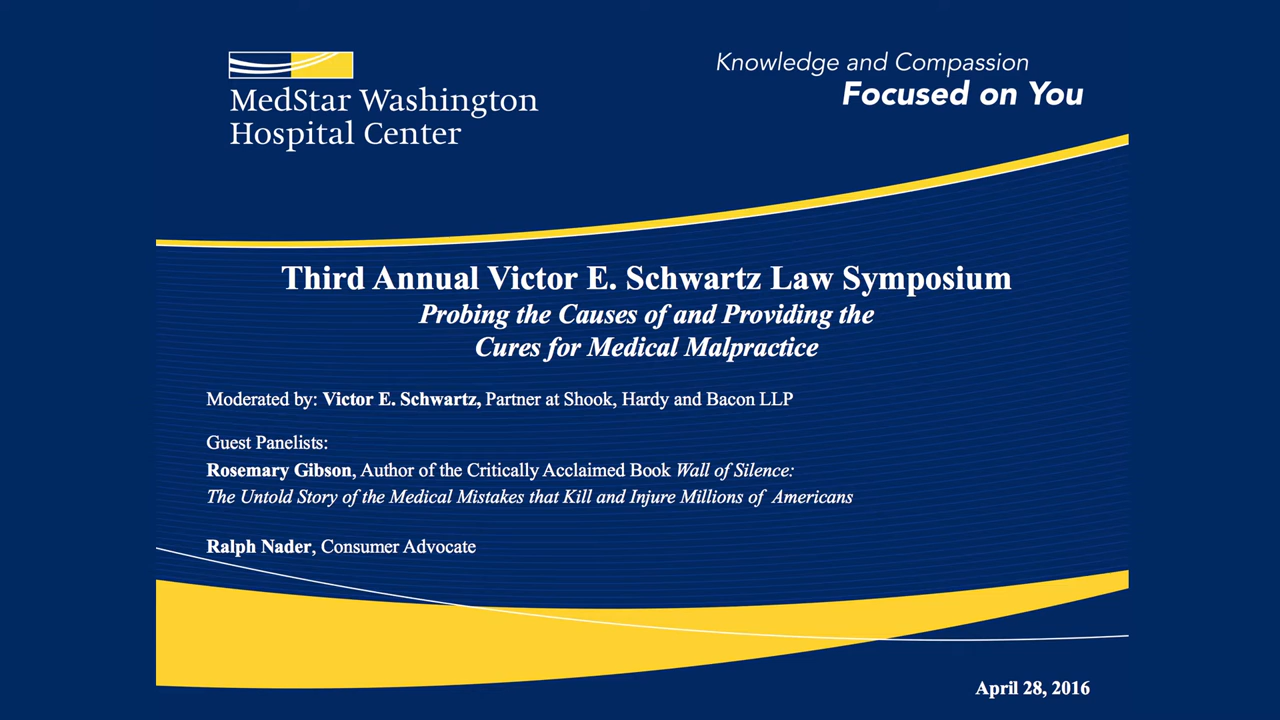 MedStar Washington
Hospital Center
Knowledge and Compassion
Focused on You
Third Annual Victor E. Schwartz Law Symposium
Probing the Causes of and Providing the
Cures for Medical Malpractice
Moderated by: Victor E. Schwartz, Partner at Shook, Hardy and Bacon LLP
Guest Panelists:
Rosemary Gibson, Author of the Critically Acclaimed Book Wall of Silence:
The Untold Story of the Medical Mistakes that Kill and Injure Millions of Americans
Ralph Nader, Consumer Advocate
April 28, 2016